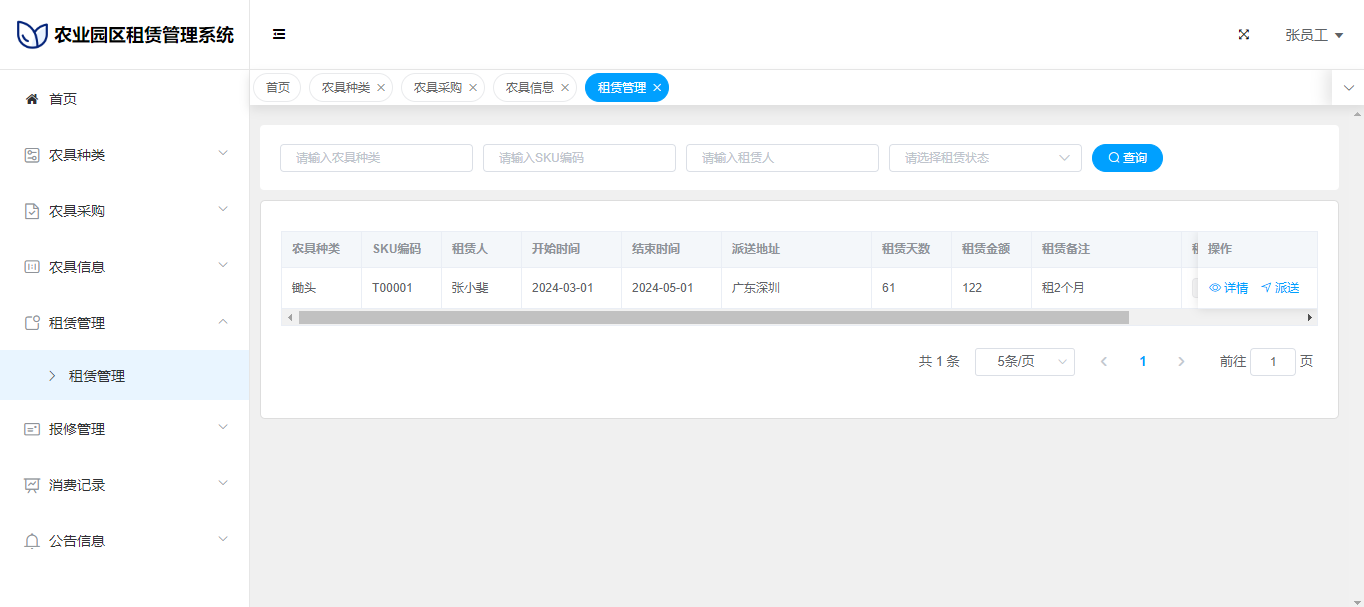 农业园区租赁管理系统
张员工
首页 农具种类 农具采购 农具信息 租赁管理
首页
农具种类
农具采购
农具信息
租赁管理
租赁管理
报修管理
消费记录
公告信息
请输入农具种类 请输入SKU编码 请输入租赁人 请选择租赁状态 查询
农具种类 SKU编码 租赁人 开始时间 结束时间 派送地址 租赁天数 租赁金额 租赁备注 操作
锄头 T00001 张小斐 2024-03-01 2024-05-01 广东深圳 61 122 租2个月 详情 派送
共 1 条 5条/页 1 前往 1 页